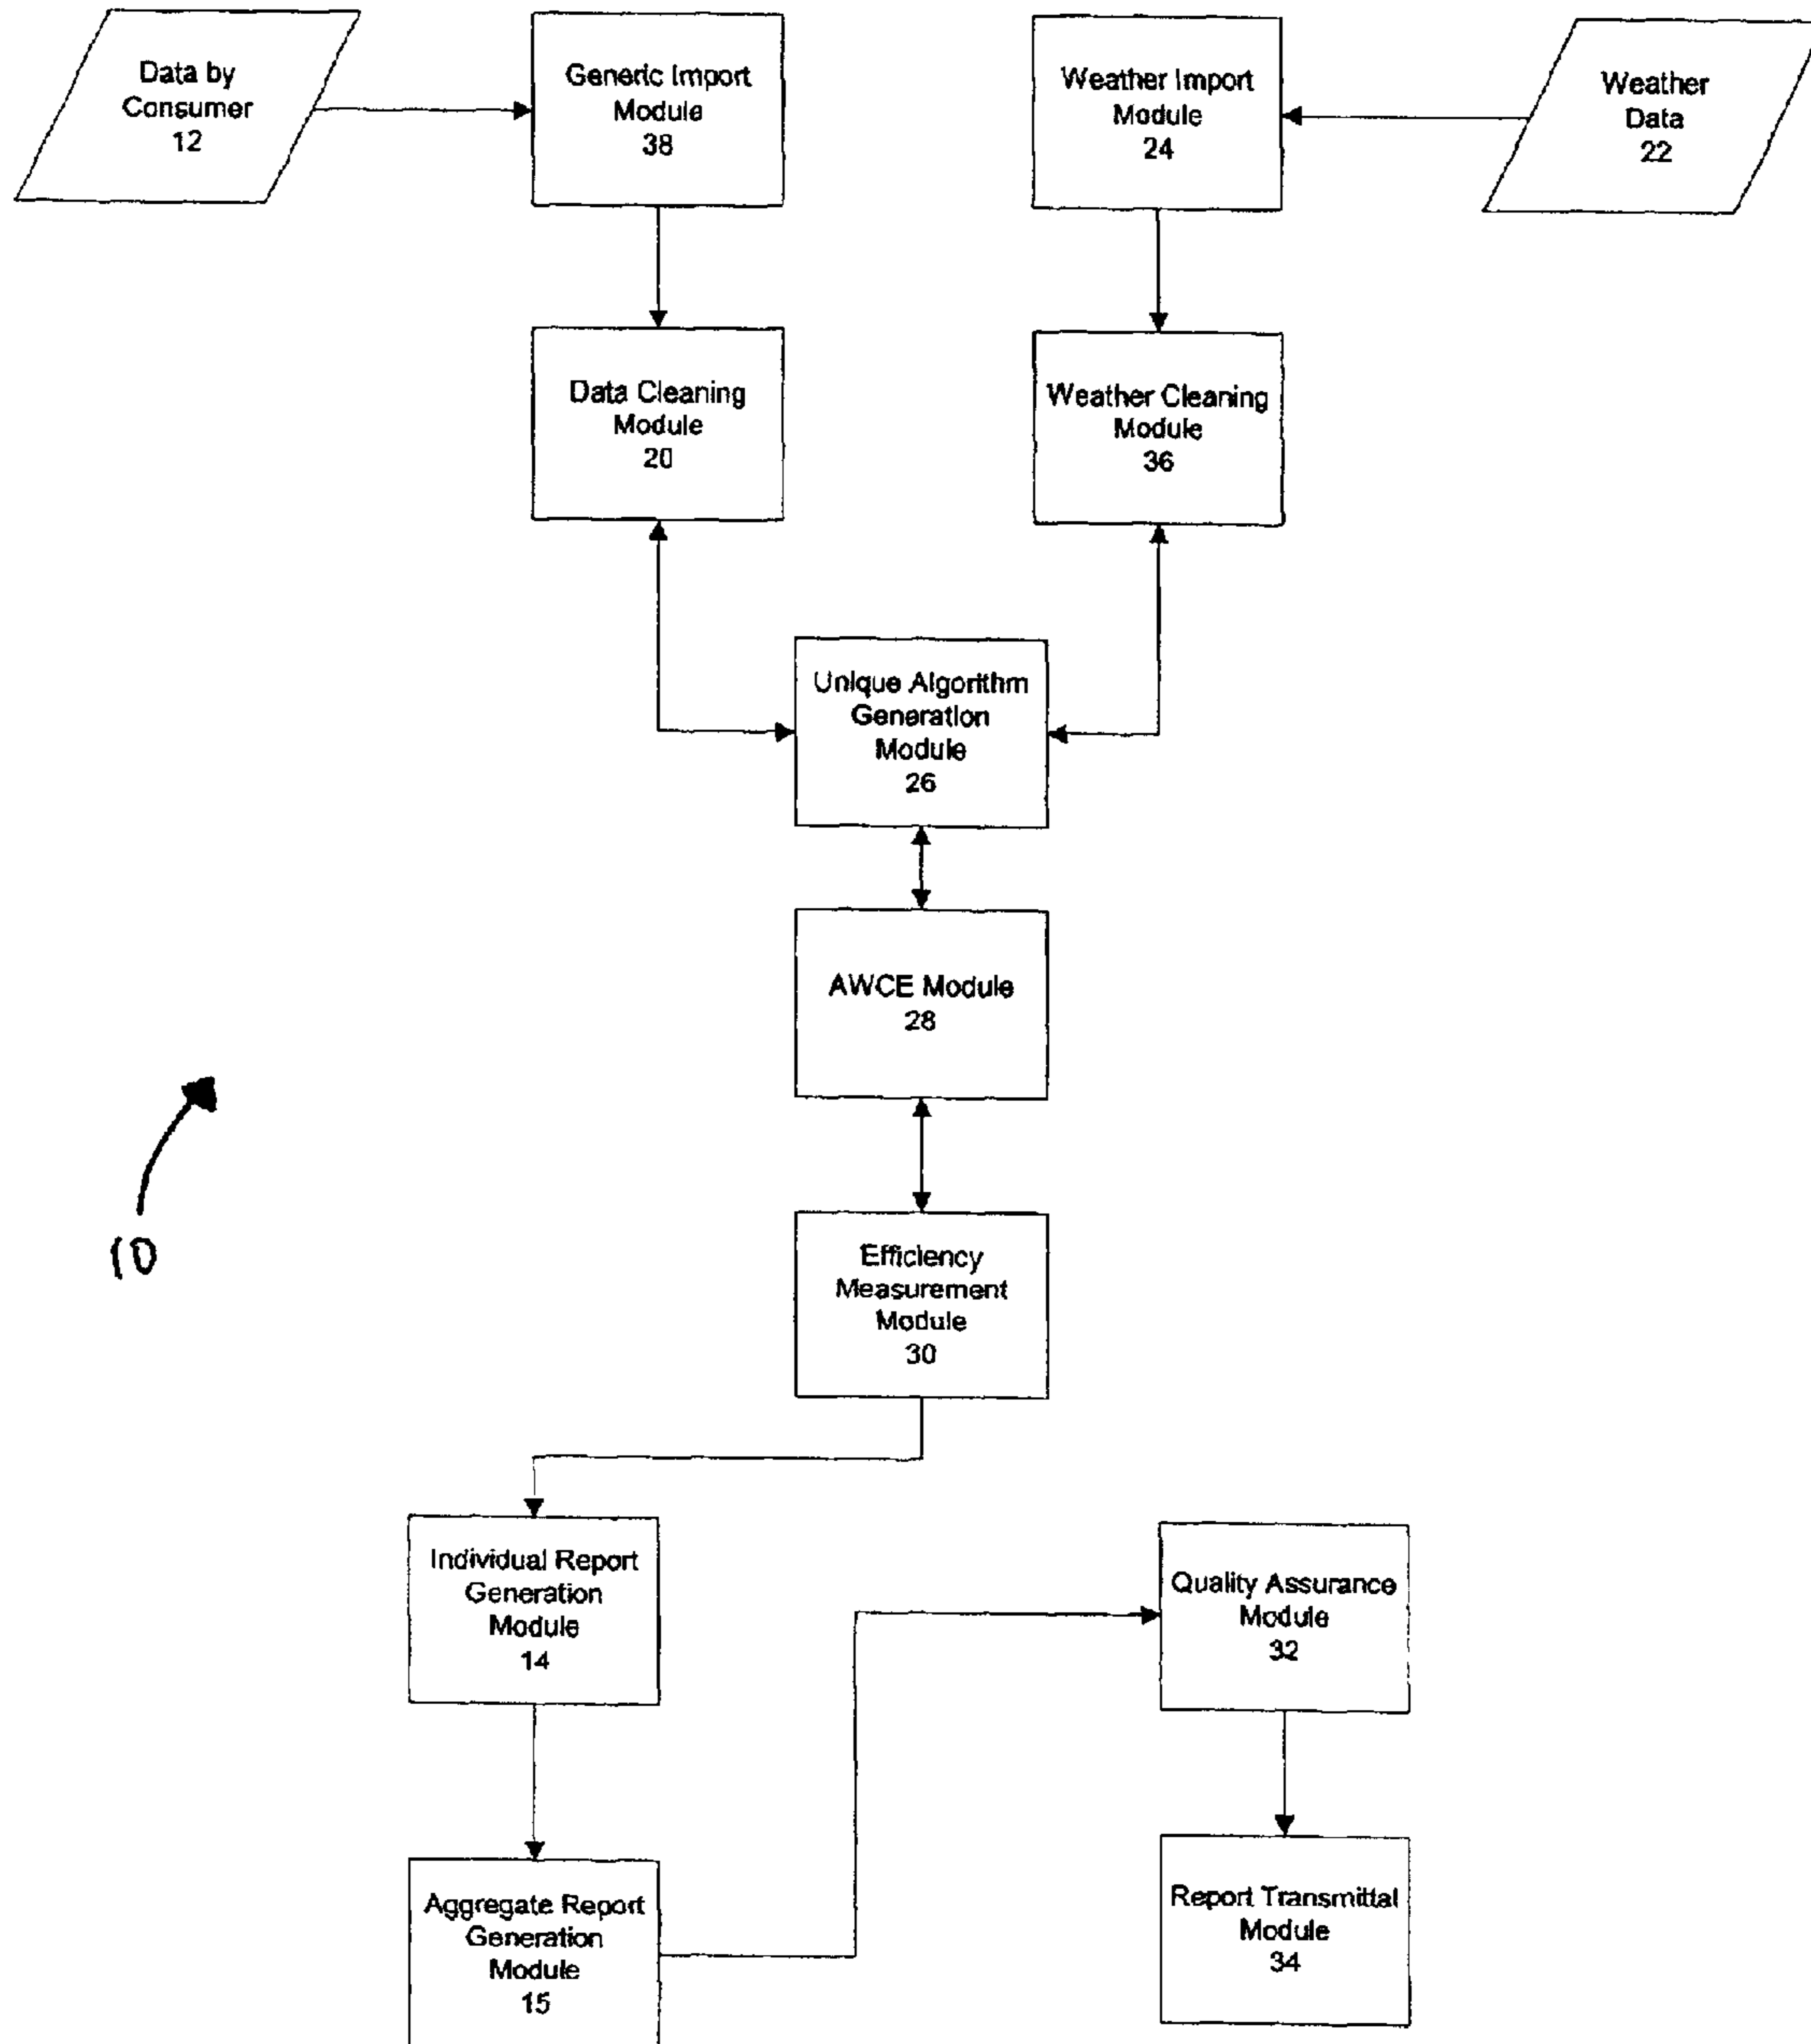 Data by
Consumer
12
Generic Import
Module
38
Weather Import
Module
24
Weather
Data
22
Data Cleaning
Module
20
Weather Cleaning
Module
36
Unique Algorithm
Generation
Module
26
AWCE Module
28
10
Efficiency
Measurement
Module
30
Individual Report
Generation
Module
14
Quality Assurance
Module
32
Aggregate Report
Generation
Module
15
Report Transmittal
Module
34